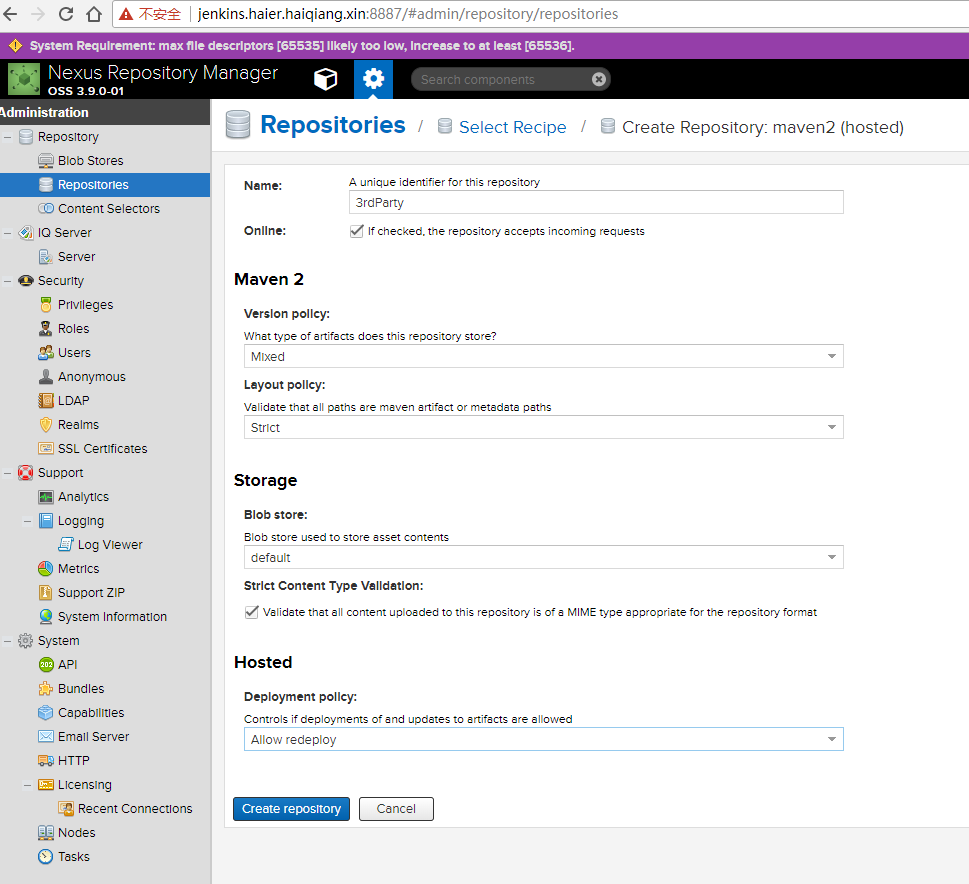 不安全 jenkins.haier.haiqiang.xin:8887/#admin/repository/repositories
System Requirement: max file descriptors [65535] likely too low, increase to at least [65536].
Nexus Repository Manager
OSS 3.9.0-01
Search components
Administration
Repository
Blob Stores
Repositories
Content Selectors
IQ Server
Server
Security
Privileges
Roles
Users
Anonymous
LDAP
Realms
SSL Certificates
Support
Analytics
Logging
Log Viewer
Metrics
Support ZIP
System Information
System
API
Bundles
Capabilities
Email Server
HTTP
Licensing
Recent Connections
Nodes
Tasks
Repositories / Select Recipe / Create Repository: maven2 (hosted)
Name:
A unique identifier for this repository
3rdParty
Online:
If checked, the repository accepts incoming requests
Maven 2
Version policy:
What type of artifacts does this repository store?
Mixed
Layout policy:
Validate that all paths are maven artifact or metadata paths
Strict
Storage
Blob store:
Blob store used to store asset contents
default
Strict Content Type Validation:
Validate that all content uploaded to this repository is of a MIME type appropriate for the repository format
Hosted
Deployment policy:
Controls if deployments of and updates to artifacts are allowed
Allow redeploy
Create repository
Cancel